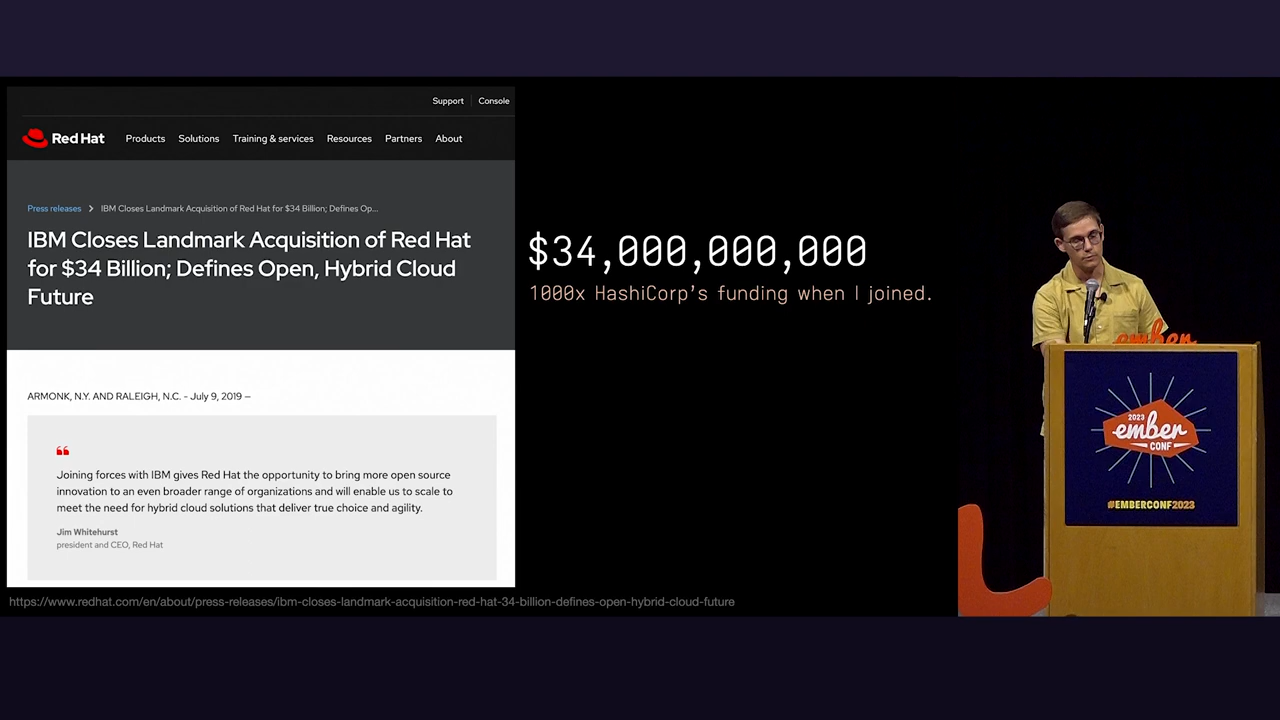 Support Console
Red Hat Products Solutions Training & services Resources Partners About
Press releases > IBM Closes Landmark Acquisition of Red Hat for $34 Billion; Defines Op...
IBM Closes Landmark Acquisition of Red Hat
for $34 Billion; Defines Open, Hybrid Cloud
Future
ARMONK, N.Y. AND RALEIGH, N.C. - July 9, 2019 —
“
Joining forces with IBM gives Red Hat the opportunity to bring more open source
innovation to an even broader range of organizations and will enable us to scale to
meet the need for hybrid cloud solutions that deliver true choice and agility.
Jim Whitehurst
president and CEO, Red Hat
https://www.redhat.com/en/about/press-releases/ibm-closes-landmark-acquisition-red-hat-34-billion-defines-open-hybrid-cloud-future
$34,000,000,000
1000x HashiCorp's funding when I joined.
ember
2023
ember
CONF
#EMBERCONF2023